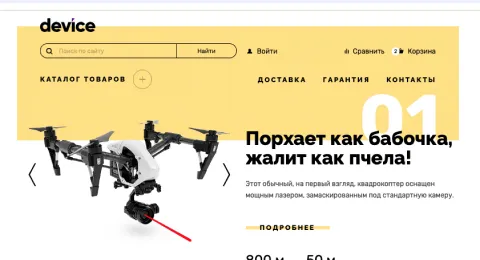 device
Поиск по сайту
Найти
Войти
Сравнить
2
Корзина
КАТАЛОГ ТОВАРОВ
ДОСТАВКА
ГАРАНТИЯ
КОНТАКТЫ
01
Порхает как бабочка,
жалит как пчела!
Этот обычный, на первый взгляд, квадрокоптер оснащен
мощным лазером, замаскированным под стандартную камеру.
ПОДРОБНЕЕ
800 м
50 м